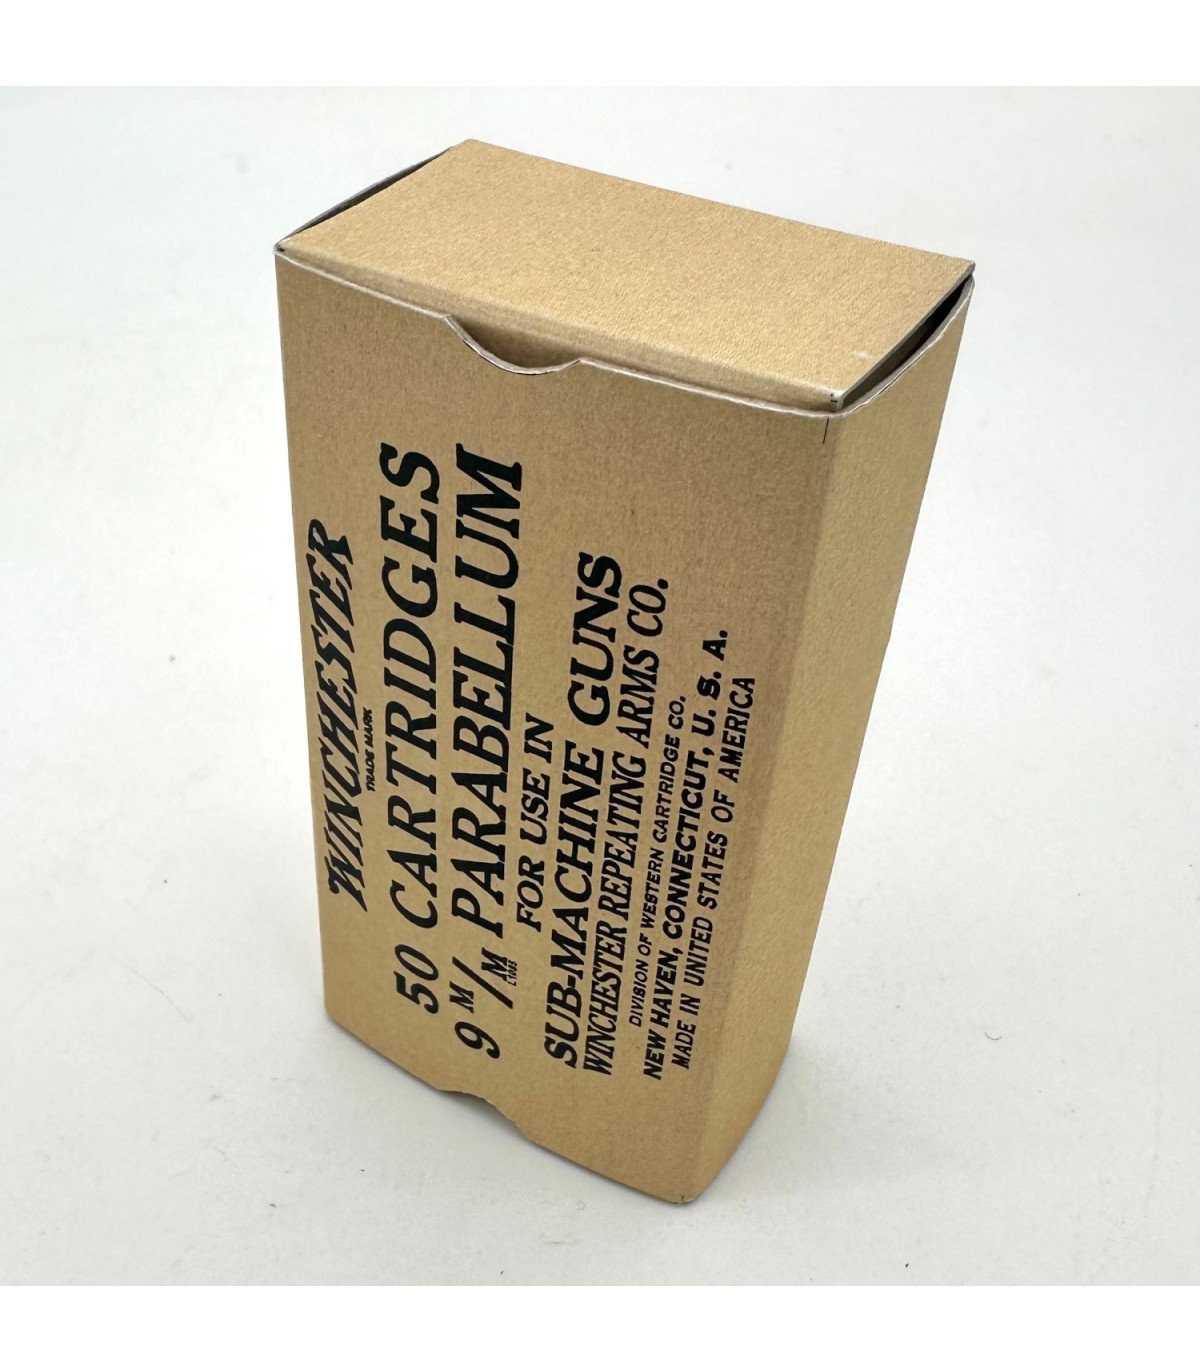 WINCHESTER
TRADE MARK
50 CARTRIDGES
9 M/M PARABELLUM
L1005
FOR USE IN
SUB-MACHINE GUNS
WINCHESTER REPEATING ARMS CO.
DIVISION OF WESTERN CARTRIDGE CO.
NEW HAVEN, CONNECTICUT, U. S. A.
MADE IN UNITED STATES OF AMERICA